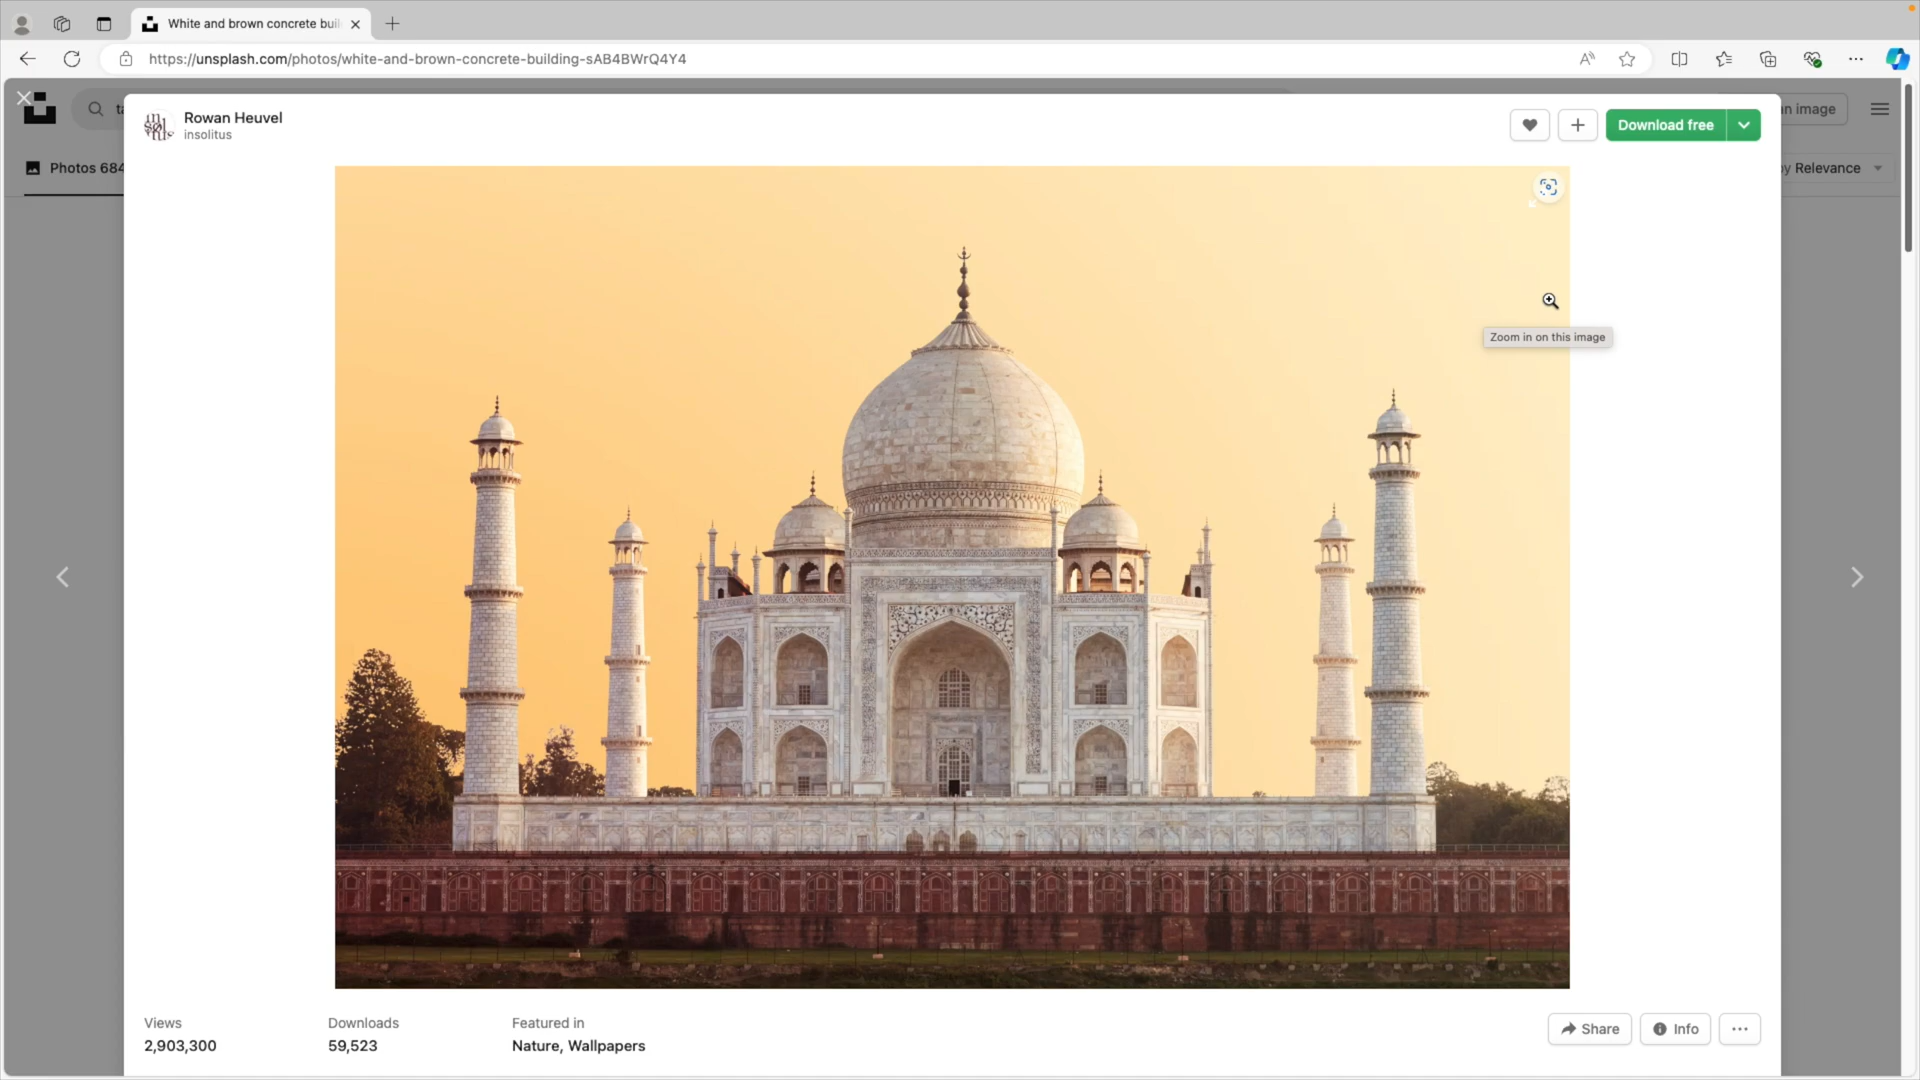 White and brown concrete buil
https://unsplash.com/photos/white-and-brown-concrete-building-sAB4BWrQ4Y4
Rowan Heuvel
insolitus
Download free
n image
Photos 684
y Relevance
Zoom in on this image
Views
2,903,300
Downloads
59,523
Featured in
Nature, Wallpapers
Share
Info